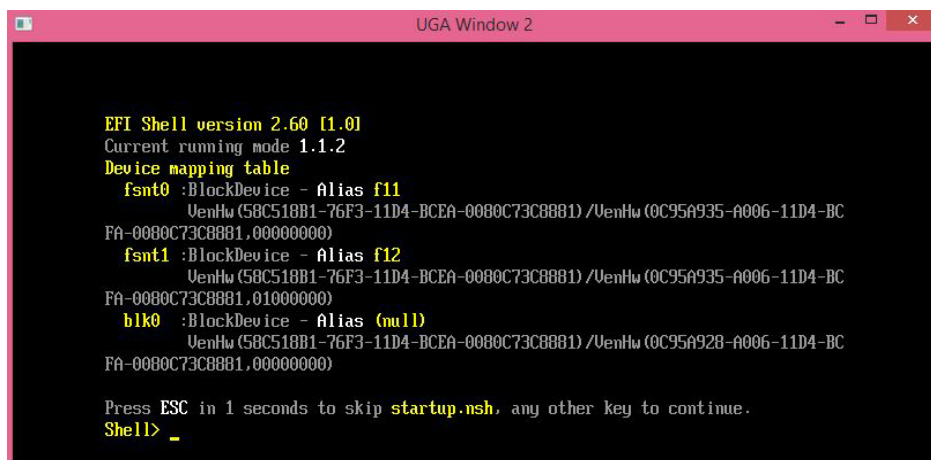 UGA Window 2
EFI Shell version 2.60 [1.0]
Current running mode 1.1.2
Device mapping table
fsnt0 :BlockDevice - Alias f11
VenHw(58C518B1-76F3-11D4-BCEA-0080C73C8881)/VenHw(0C95A935-A006-11D4-BC
FA-0080C73C8881,00000000)
fsnt1 :BlockDevice - Alias f12
VenHw(58C518B1-76F3-11D4-BCEA-0080C73C8881)/VenHw(0C95A935-A006-11D4-BC
FA-0080C73C8881,01000000)
blk0 :BlockDevice - Alias (null)
VenHw(58C518B1-76F3-11D4-BCEA-0080C73C8881)/VenHw(0C95A928-A006-11D4-BC
FA-0080C73C8881,00000000)
Press ESC in 1 seconds to skip startup.nsh, any other key to continue.
Shell> _